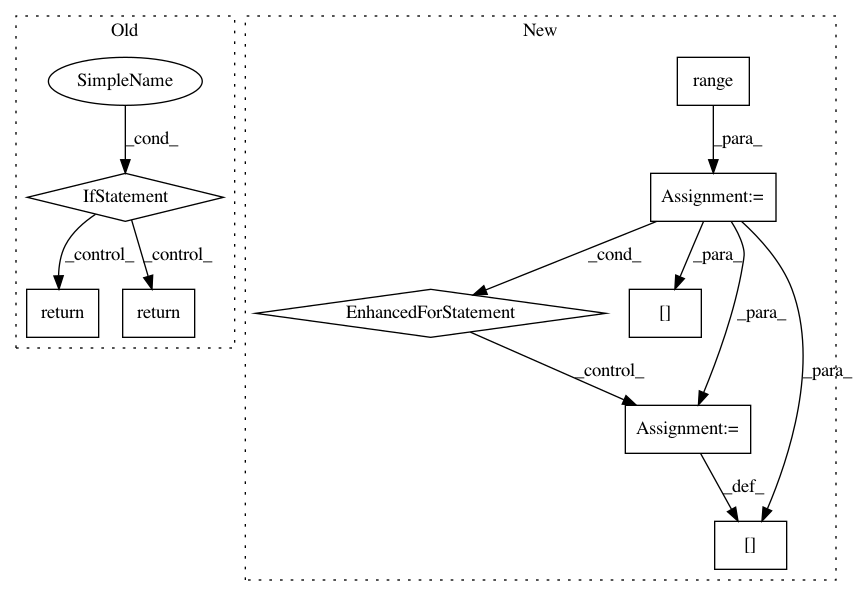 Old
New
SimpleName
range
_cond_
_para_
IfStatement
Assignment:=
_control_
_control_
_cond_
_para_
return
return
EnhancedForStatement
[]
_para_
_control_
_para_
Assignment:=
_def_
[]